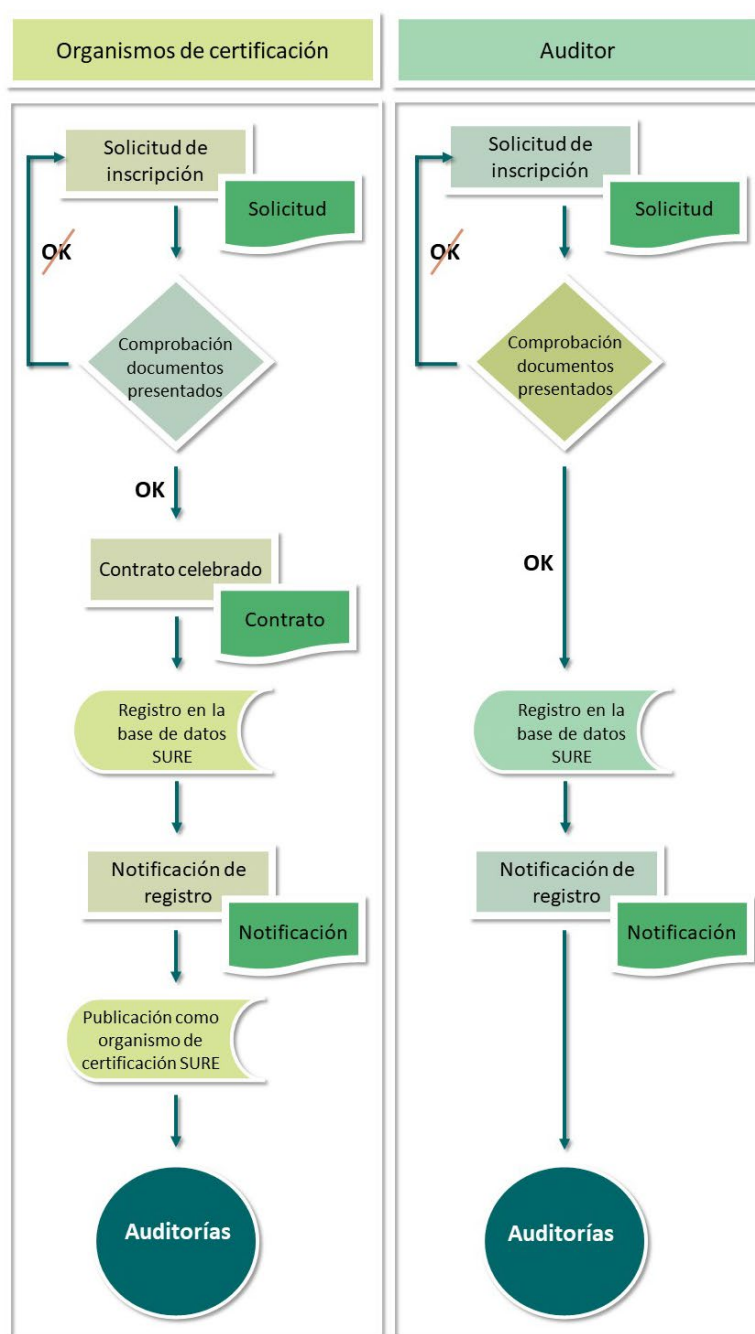 Organismos de certificación
Solicitud de
inscripción
Solicitud
OK
Comprobación
documentos
presentados
OK
Contrato celebrado
Contrato
Registro en la
base de datos
SURE
Notificación de
registro
Notificación
Publicación como
organismo de
certificación SURE
Auditorías
Auditor
Solicitud de
inscripción
Solicitud
OK
Comprobación
documentos
presentados
OK
Registro en la
base de datos
SURE
Notificación de
registro
Notificación
Auditorías